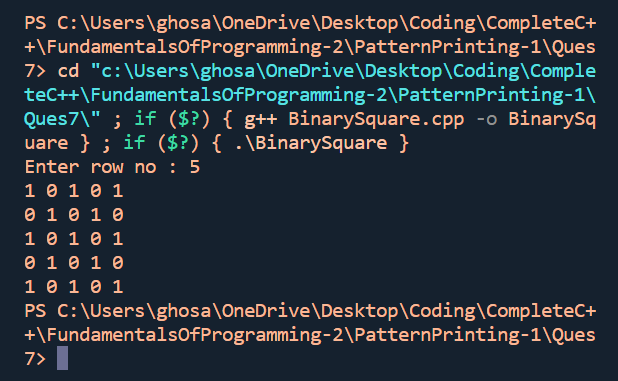 PS C:\Users\ghosa\OneDrive\Desktop\Coding\CompleteC+
+\FundamentalsOfProgramming-2\PatternPrinting-1\Ques
7> cd "c:\Users\ghosa\OneDrive\Desktop\Coding\Comple
teC++\FundamentalsOfProgramming-2\PatternPrinting-1\
Ques7\" ; if ($?) { g++ BinarySquare.cpp -o BinarySq
uare } ; if ($?) { .\BinarySquare }
Enter row no : 5
1 0 1 0 1
0 1 0 1 0
1 0 1 0 1
0 1 0 1 0
1 0 1 0 1
PS C:\Users\ghosa\OneDrive\Desktop\Coding\CompleteC+
+\FundamentalsOfProgramming-2\PatternPrinting-1\Ques
7>